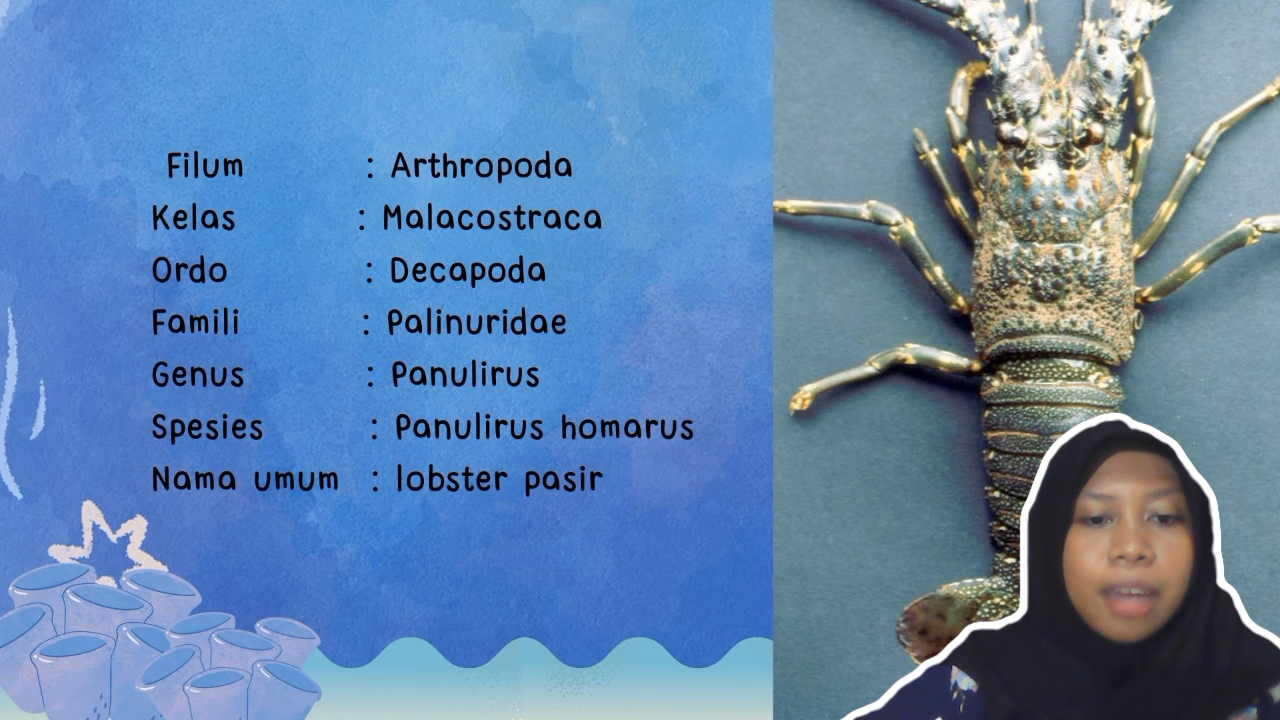 Filum : Arthropoda
Kelas : Malacostraca
Ordo : Decapoda
Famili : Palinuridae
Genus : Panulirus
Spesies : Panulirus homarus
Nama umum : lobster pasir